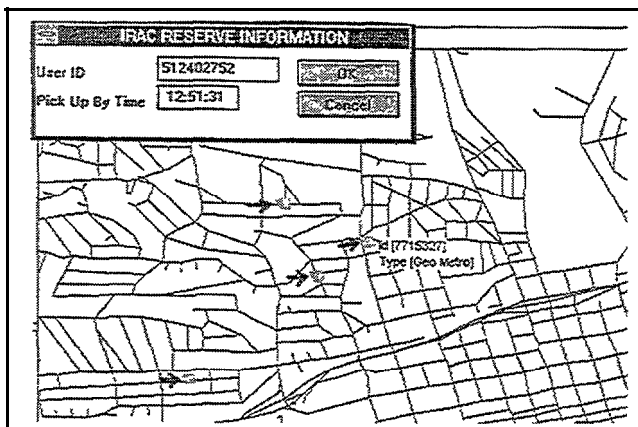 IRAC RESERVE INFORMATION
User ID 512402752 OK
Pick Up By Time 12:51:31 Cancel
Id [7715327]
Type [Geo Metro]